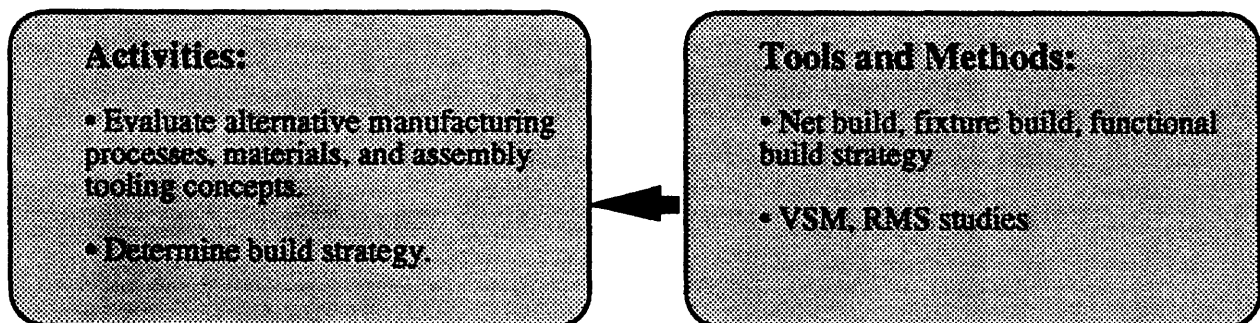 Activities:
• Evaluate alternative manufacturing
processes, materials, and assembly
tooling concepts.
• Determine build strategy.
Tools and Methods:
• Net build, fixture build, functional
build strategy
• VSM, RMS studies